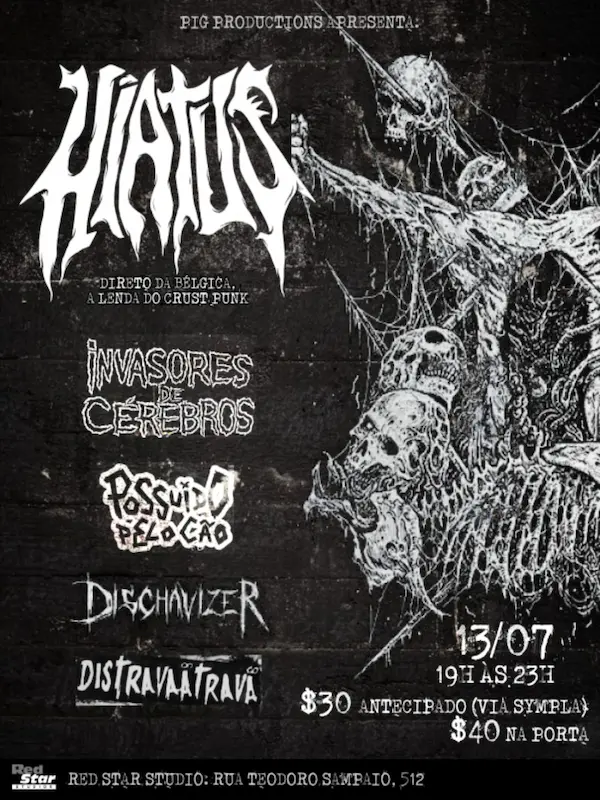 PIG PRODUCTIONS APRESENTA:
HIATUS
DIRETO DA BÉLGICA,
A LENDA DO CRUST PUNK
INVASORES
DE
CÉREBROS
POSSUÍDO
PELO CÃO
DISCHAVIZER
DISTRAVAÄTRAVÄ
13/07
19H ÀS 23H
$30 ANTECIPADO (VIA SYMPLA)
$40 NA PORTA
Red
Star
STUDIOS
RED STAR STUDIO: RUA TEODORO SAMPAIO, 512